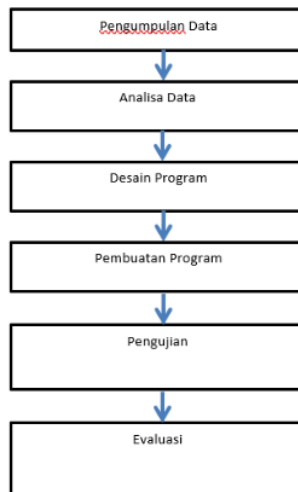 Pengumpulan Data
Analisa Data
Desain Program
Pembuatan Program
Pengujian
Evaluasi